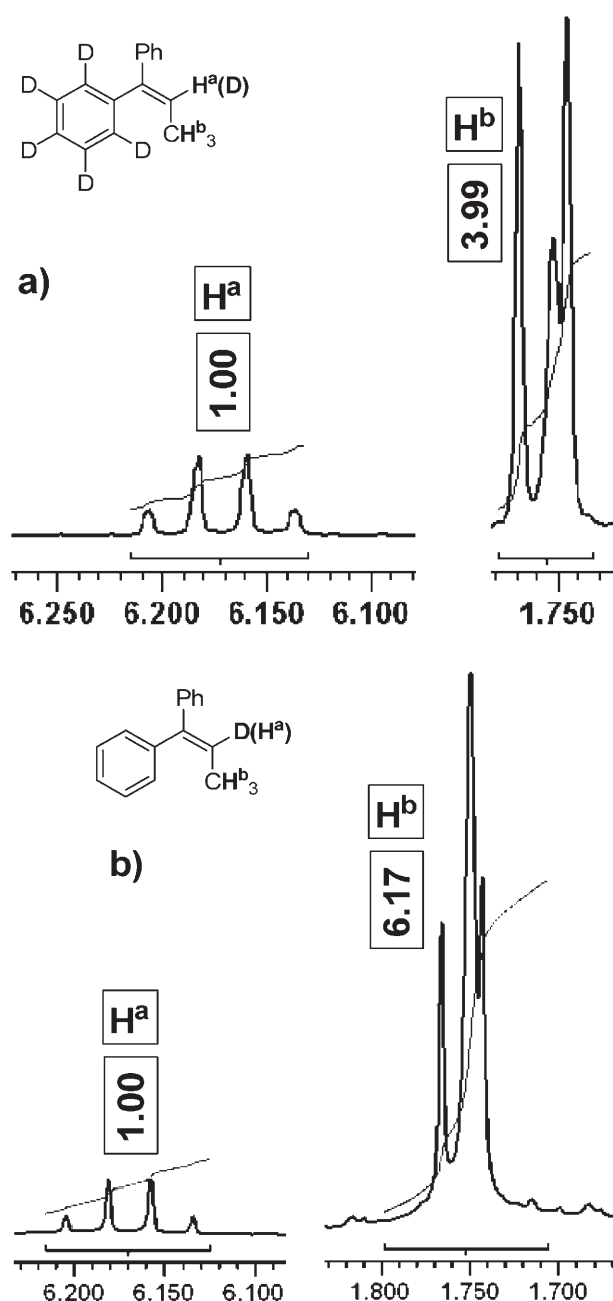 D
Ph
D
Hᵃ(D)
CHᵇ₃
D
D
D
a)
Hᵃ
1.00
Hᵇ
3.99
6.250 6.200 6.150 6.100
1.750
Ph
D(Hᵃ)
CHᵇ₃
b)
Hᵃ
1.00
Hᵇ
6.17
6.200 6.150 6.100
1.800 1.750 1.700